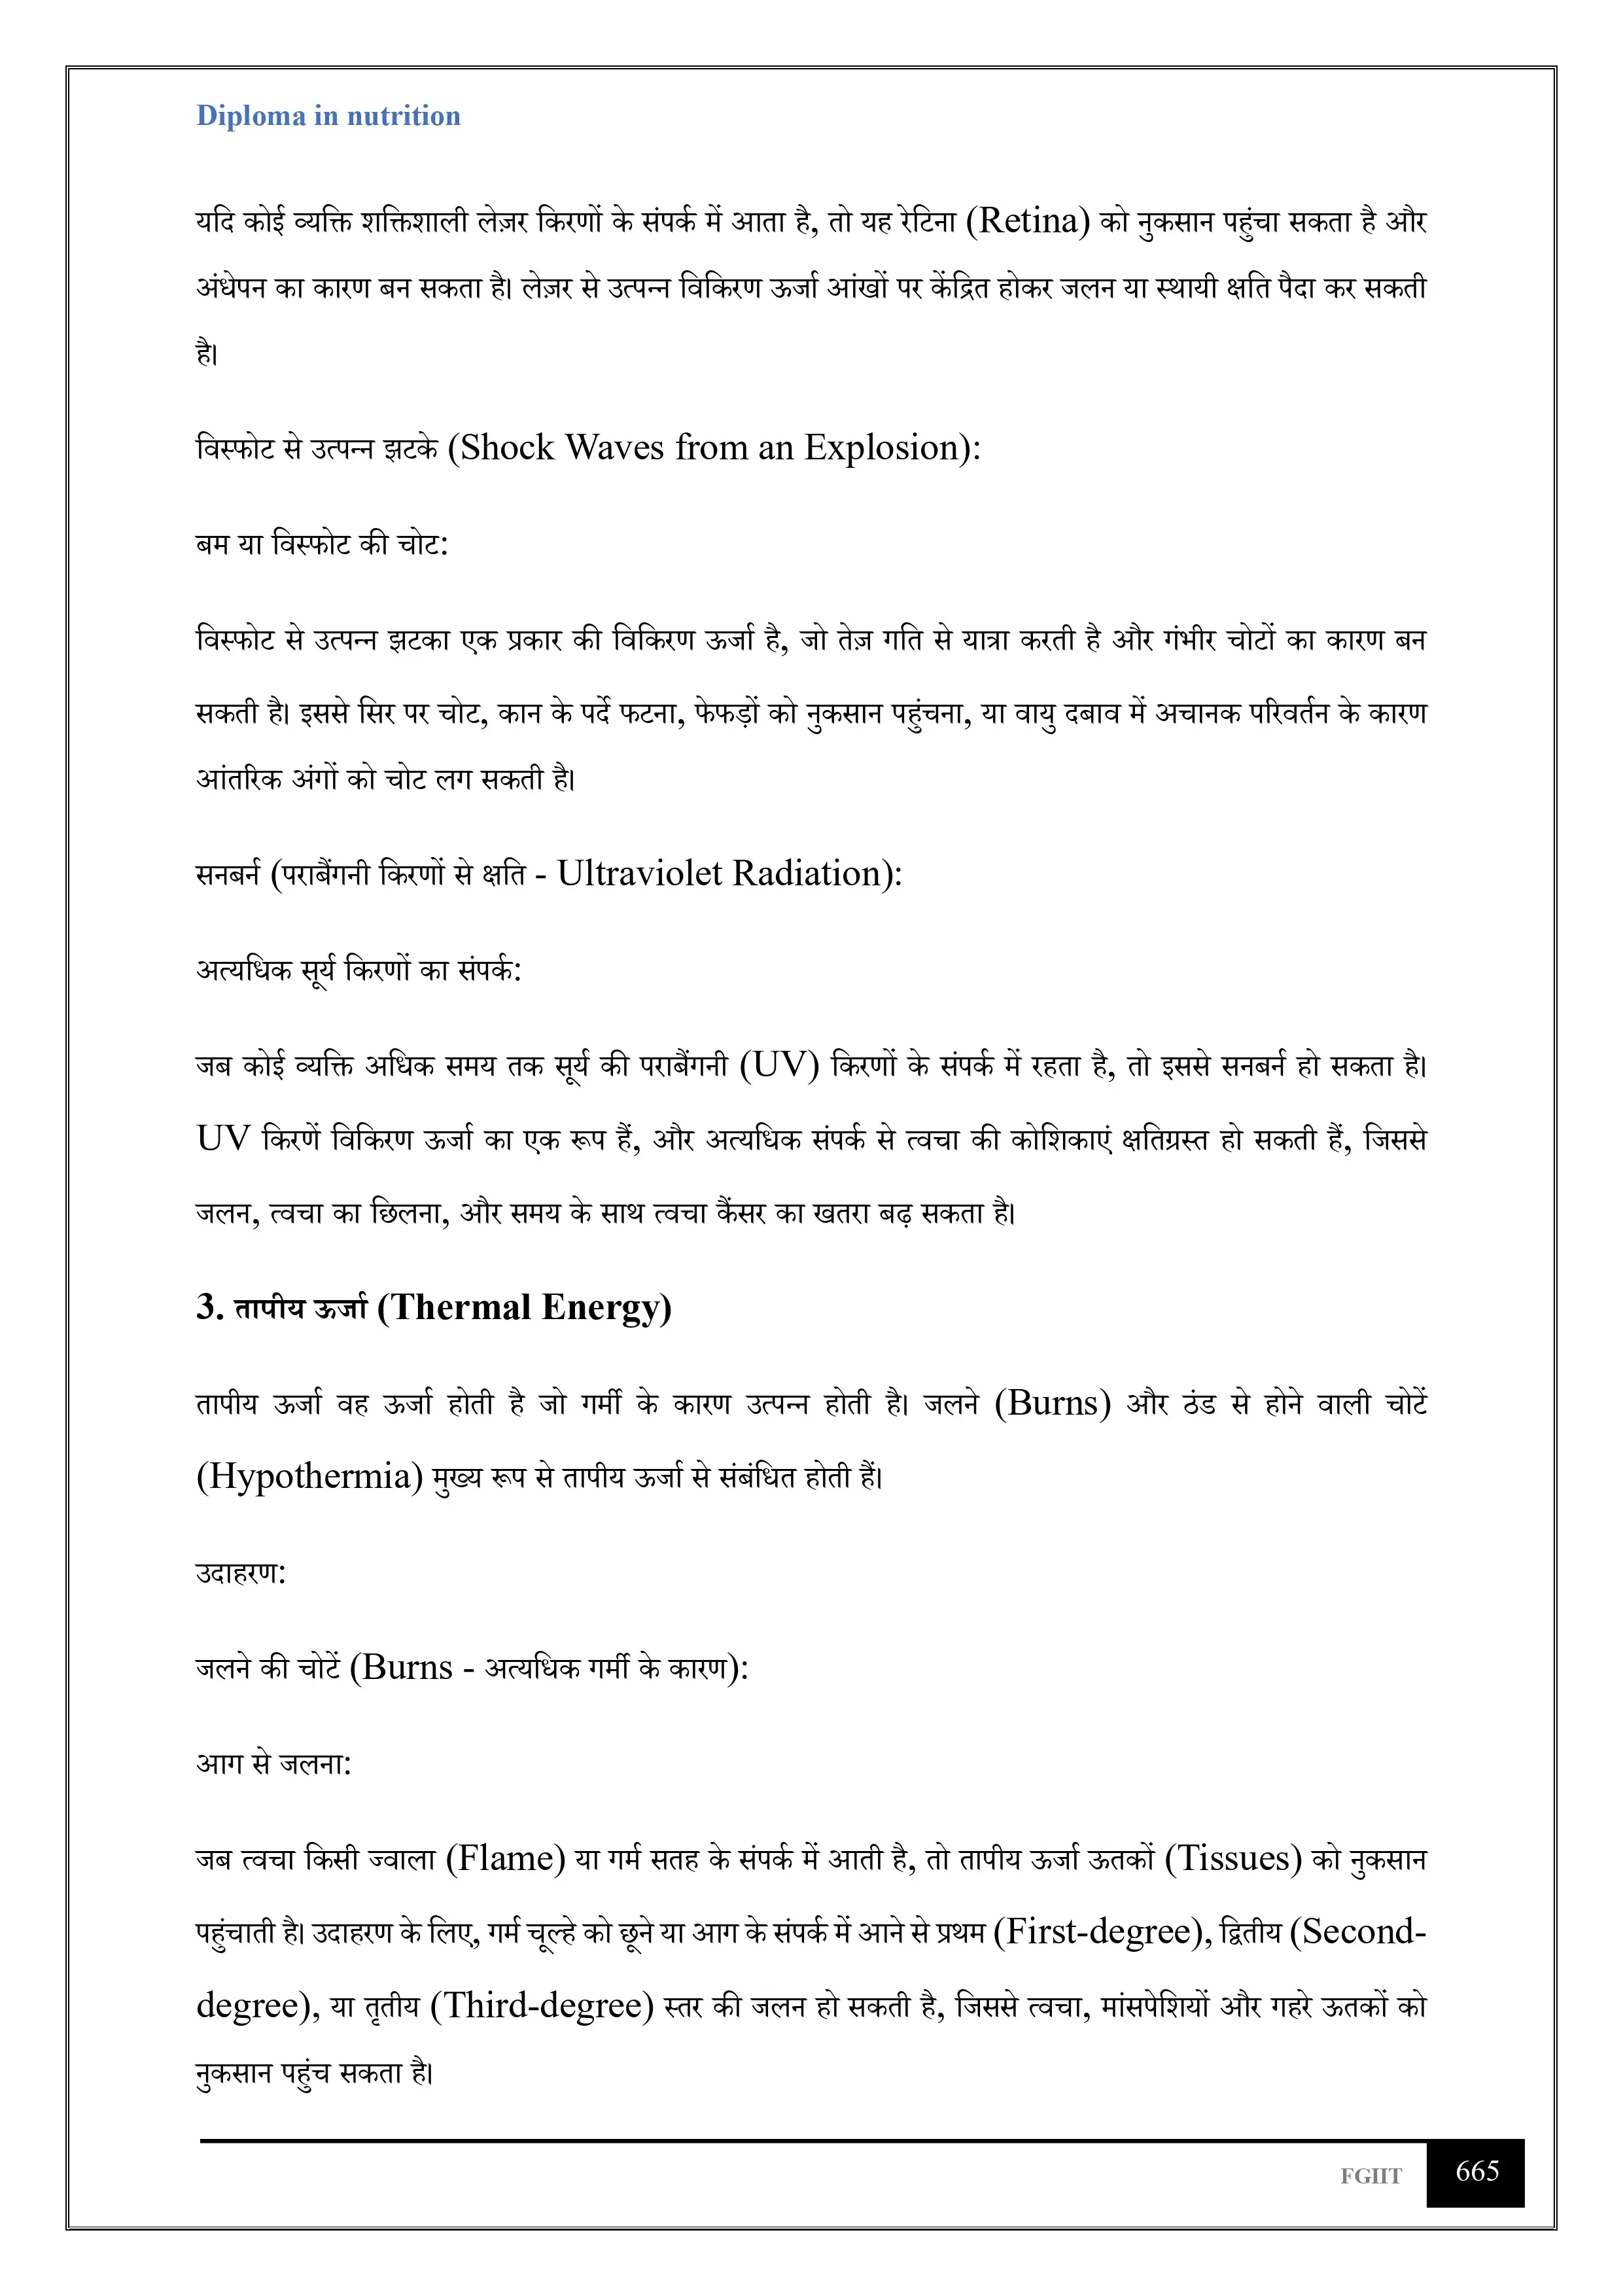 Diploma in nutrition
यदि कोई व्यक्ति शक्तिशाली लेज़र किरणों के संपर्क में आता है, तो यह रेटिना (Retina) को नुकसान पहुंचा सकता है और
अंधेपन का कारण बन सकता है। लेज़र से उत्पन्न विकिरण ऊर्जा आंखों पर केंद्रित होकर जलन या स्थायी क्षति पैदा कर सकती
है।
विस्फोट से उत्पन्न झटके (Shock Waves from an Explosion):
बम या विस्फोट की चोट:
विस्फोट से उत्पन्न झटका एक प्रकार की विकिरण ऊर्जा है, जो तेज़ गति से यात्रा करती है और गंभीर चोटों का कारण बन
सकती है। इससे सिर पर चोट, कान के पर्दे फटना, फेफड़ों को नुकसान पहुंचना, या वायु दबाव में अचानक परिवर्तन के कारण
आंतरिक अंगों को चोट लग सकती है।
सनबर्न (पराबैंगनी किरणों से क्षति - Ultraviolet Radiation):
अत्यधिक सूर्य किरणों का संपर्क:
जब कोई व्यक्ति अधिक समय तक सूर्य की पराबैंगनी (UV) किरणों के संपर्क में रहता है, तो इससे सनबर्न हो सकता है।
UV किरणें विकिरण ऊर्जा का एक रूप हैं, और अत्यधिक संपर्क से त्वचा की कोशिकाएं क्षतिग्रस्त हो सकती हैं, जिससे
जलन, त्वचा का छिलना, और समय के साथ त्वचा कैंसर का खतरा बढ़ सकता है।
3. तापीय ऊर्जा (Thermal Energy)
तापीय ऊर्जा वह ऊर्जा होती है जो गर्मी के कारण उत्पन्न होती है। जलने (Burns) और ठंड से होने वाली चोटें
(Hypothermia) मुख्य रूप से तापीय ऊर्जा से संबंधित होती हैं।
उदाहरण:
जलने की चोटें (Burns - अत्यधिक गर्मी के कारण):
आग से जलना:
जब त्वचा किसी ज्वाला (Flame) या गर्म सतह के संपर्क में आती है, तो तापीय ऊर्जा ऊतकों (Tissues) को नुकसान
पहुंचाती है। उदाहरण के लिए, गर्म चूल्हे को छूने या आग के संपर्क में आने से प्रथम (First-degree), द्वितीय (Second-
degree), या तृतीय (Third-degree) स्तर की जलन हो सकती है, जिससे त्वचा, मांसपेशियों और गहरे ऊतकों को
नुकसान पहुंच सकता है।
FGIIT 665